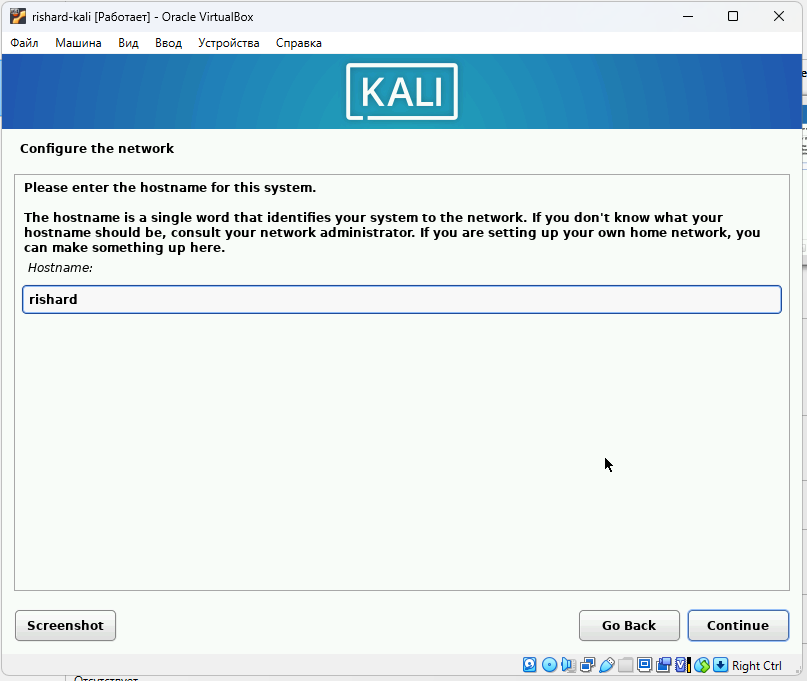 rishard-kali [Работает] - Oracle VirtualBox
Файл Машина Вид Ввод Устройства Справка
KALI
Configure the network
Please enter the hostname for this system.
The hostname is a single word that identifies your system to the network. If you don't know what your
hostname should be, consult your network administrator. If you are setting up your own home network, you
can make something up here.
Hostname:
rishard
Screenshot Go Back Continue
Right Ctrl
Отсутствует